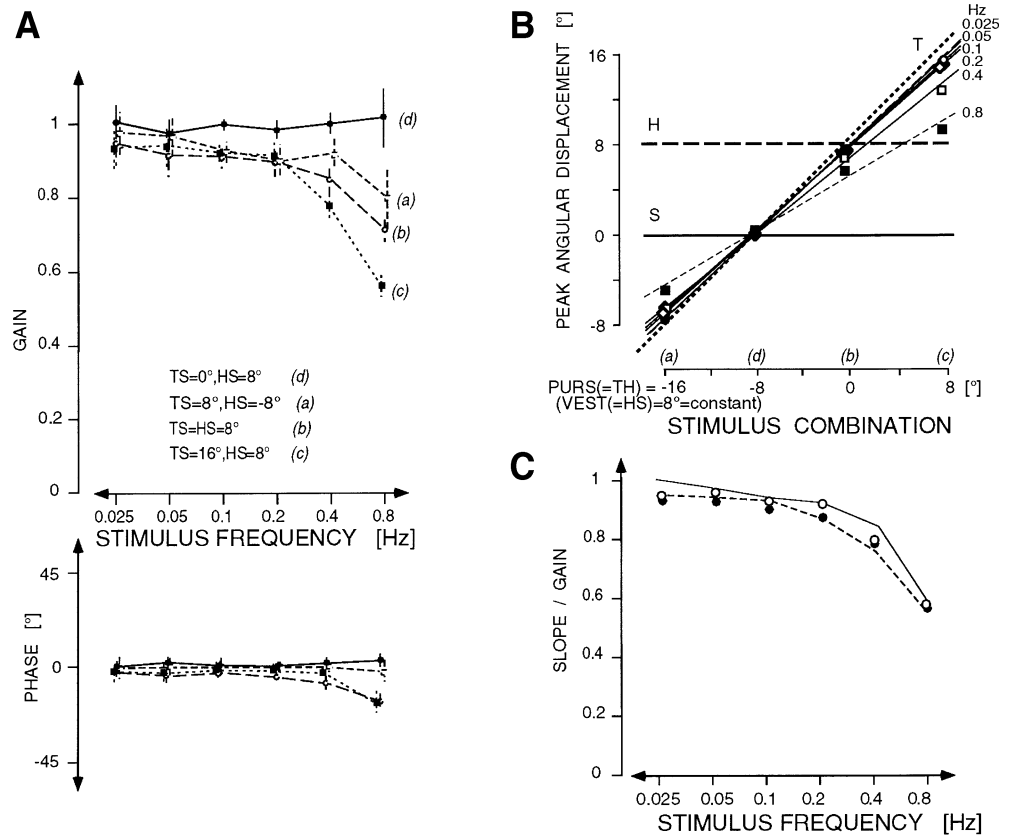 A
1
0.8
0.6
0.4
0.2
0
GAIN
(d)
(a)
(b)
(c)
TS=0°,HS=8° (d)
TS=8°,HS=-8° (a)
TS=HS=8° (b)
TS=16°,HS=8° (c)
0.025 0.05 0.1 0.2 0.4 0.8
STIMULUS FREQUENCY [Hz]
45
0
-45
PHASE [°]
B
PEAK ANGULAR DISPLACEMENT [°]
16
8
0
-8
H
S
T
Hz
0.025
0.05
0.1
0.2
0.4
0.8
(a) (d) (b) (c)
PURS(=TH) = -16 -8 0 8 [°]
(VEST(=HS)=8°=constant)
STIMULUS COMBINATION
C
1
0.8
0.6
0.4
0.2
0
SLOPE / GAIN
0.025 0.05 0.1 0.2 0.4 0.8
STIMULUS FREQUENCY [Hz]